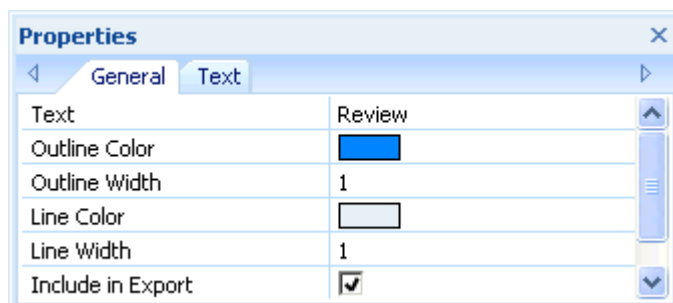 Properties
General Text
Text Review
Outline Color
Outline Width 1
Line Color
Line Width 1
Include in Export